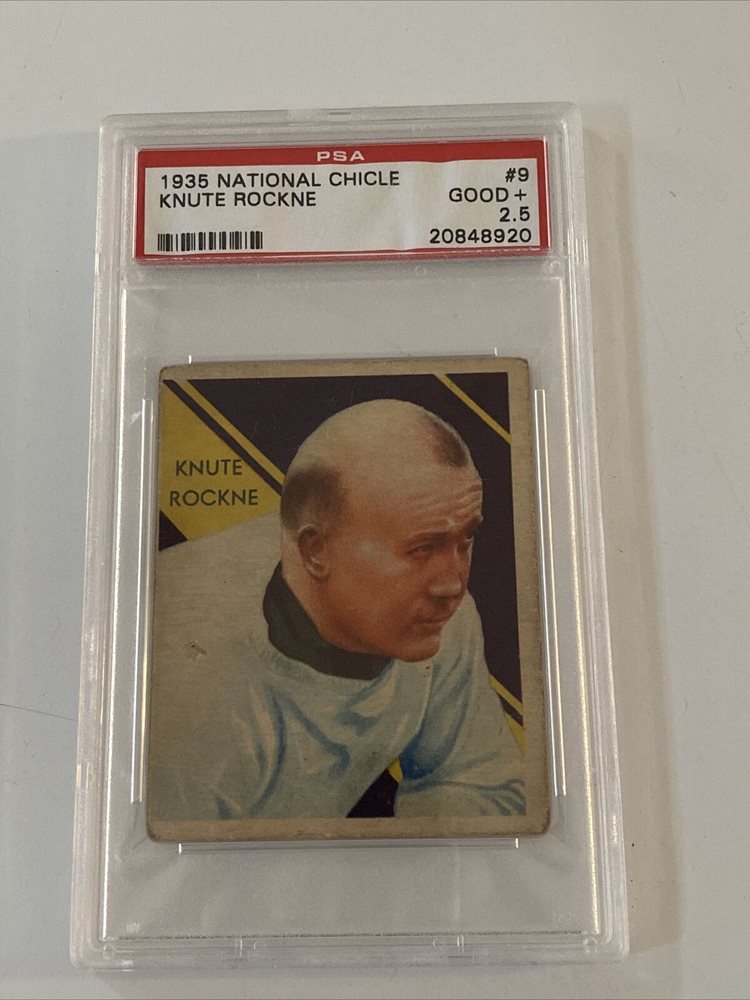 PSA
1935 NATIONAL CHICLE #9
KNUTE ROCKNE GOOD+
2.5
20848920
KNUTE
ROCKNE